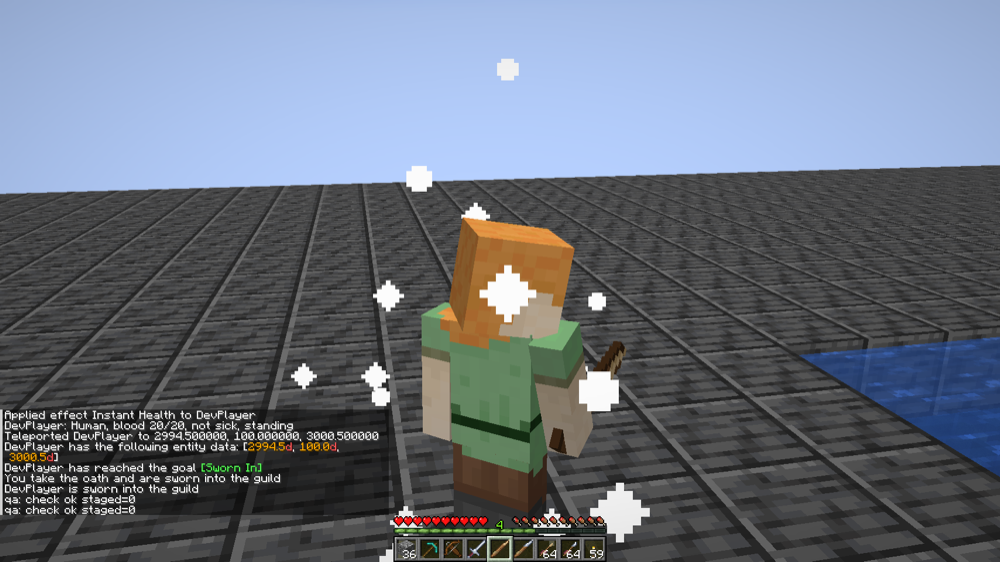 Applied effect Instant Health to DevPlayer
DevPlayer: Human, blood 20/20, not sick, standing
Teleported DevPlayer to 2994.500000, 100.000000, 3000.500000
DevPlayer has the following entity data: [2994.5d, 100.0d,
3000.5d]
DevPlayer has reached the goal [Sworn In]
You take the oath and are sworn into the guild
DevPlayer is sworn into the guild
qa: check ok staged=0
qa: check ok staged=0
4
36 64 64 59